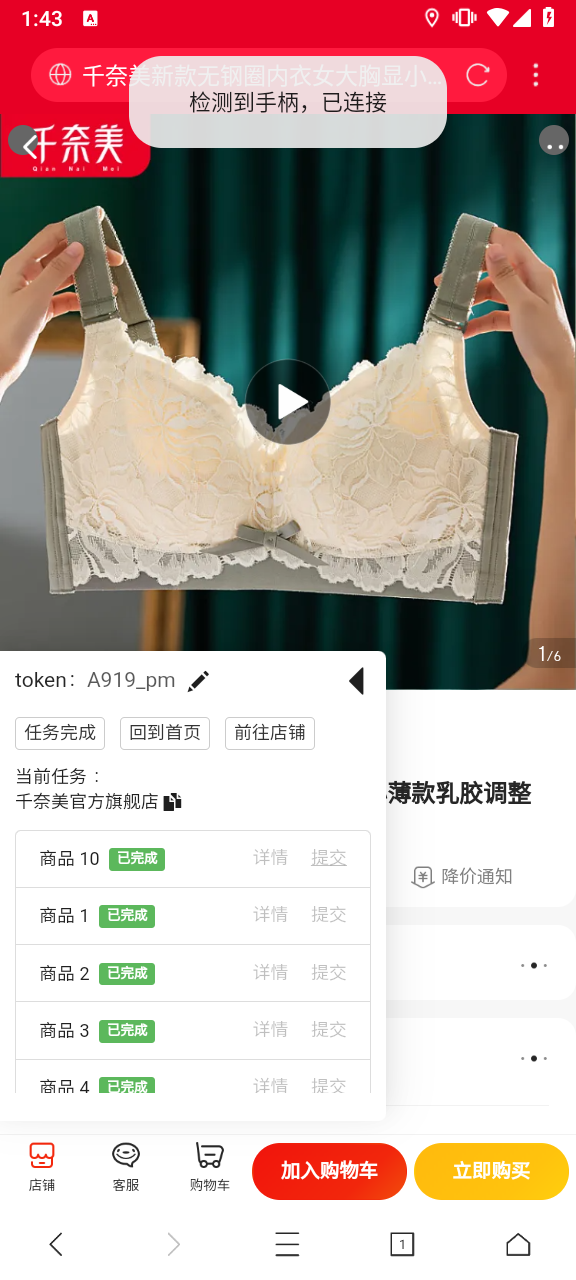 1:43
A
千奈美新款无钢圈内衣女大胸显小...
检测到手柄，已连接
千奈美
Qian Nai Mei
1/6
token： A919_pm
任务完成 回到首页 前往店铺
当前任务：
千奈美官方旗舰店
薄款乳胶调整
商品 10 已完成 详情 提交
降价通知
商品 1 已完成 详情 提交
商品 2 已完成 详情 提交
商品 3 已完成 详情 提交
商品 4 已完成 详情 提交
店铺 客服 购物车 加入购物车 立即购买
1